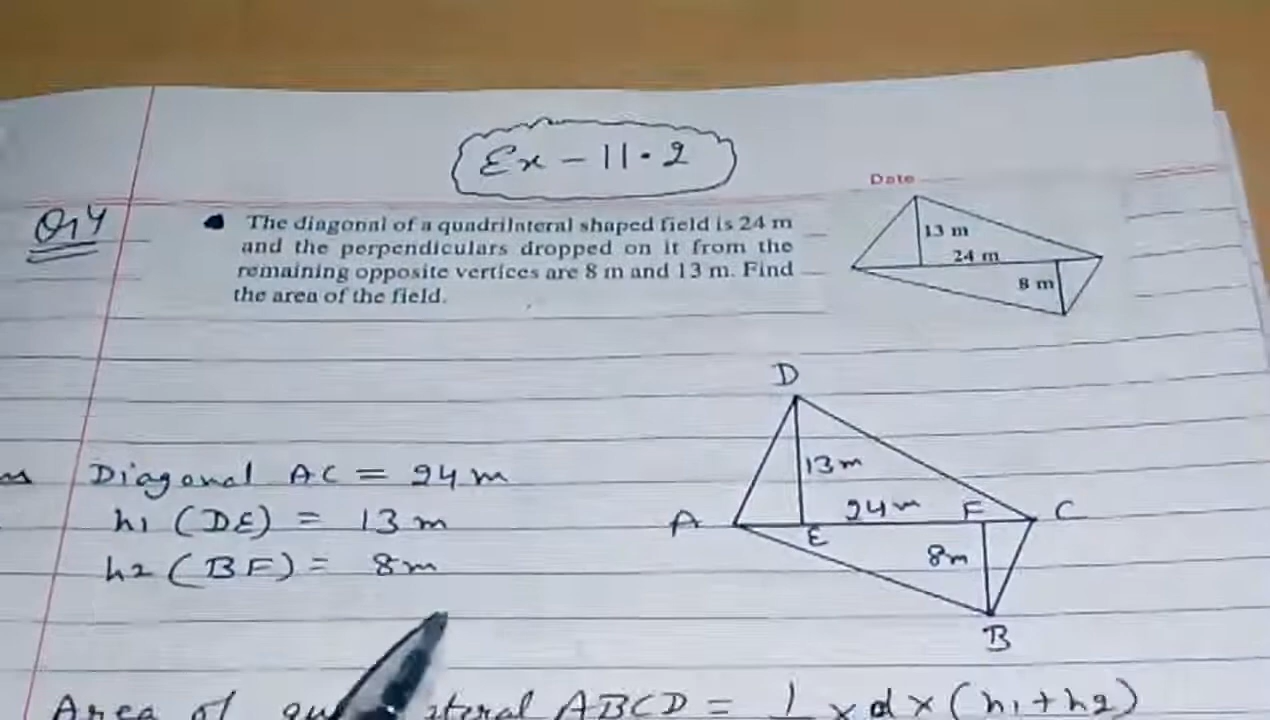 Ex - 11.2
Date
Q.4
The diagonal of a quadrilateral shaped field is 24 m
and the perpendiculars dropped on it from the
remaining opposite vertices are 8 m and 13 m. Find
the area of the field.
13 m
24 m
8 m
D
13m
A
E
24m
F
C
8m
B
Diagonal AC = 24 m
h1 (DE) = 13 m
h2 (BF) = 8m
Area of ABCD = 1 x d x (h1+h2)